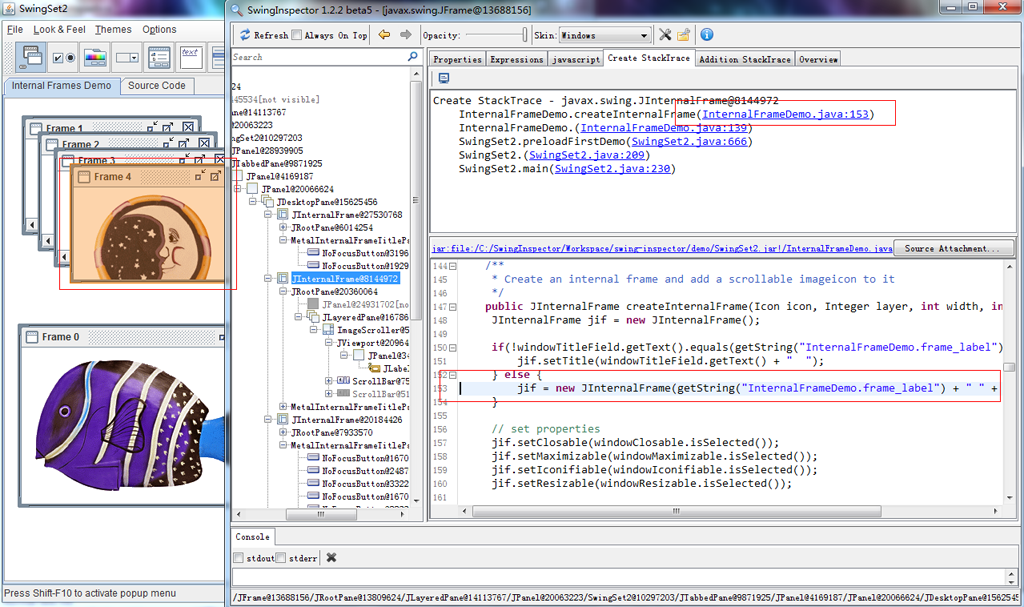 SwingSet2
File Look & Feel Themes Options
text
Internal Frames Demo Source Code
Frame 1
Frame 2
Frame 3
Frame 4
Frame 0
Press Shift-F10 to activate popup menu
SwingInspector 1.2.2 beta5 - [javax.swing.JFrame@13688156]
Refresh Always On Top Opacity: Skin: Windows
Search
24
45534[not visible]
ne@14113767
@20063223
gSet2@10297203
el@28939905
TabbedPane@9871925
JPanel@4169187
JPanel@20066624
JDesktopPane@15625456
JInternalFrame@27530768
JRootPane@6014254
MetalInternalFrameTitlePa
NoFocusButton@3196
NoFocusButton@1929
JInternalFrame@8144972
JRootPane@20360064
JPanel@24931702[no
JLayeredPane@16786
ImageScroller@5
JViewport@20964
JPanel@34
JLabel
ScrollBar@75
ScrollBar@51
MetalInternalFrameTitleP
JInternalFrame@20184426
JRootPane@7933570
MetalInternalFrameTitlePa
NoFocusButton@1670
NoFocusButton@2487
NoFocusButton@3322
NoFocusButton@1670
Properties Expressions javascript Create StackTrace Addition StackTrace Overview
Create StackTrace - javax.swing.JInternalFrame@8144972
InternalFrameDemo.createInternalFrame(InternalFrameDemo.java:153)
InternalFrameDemo.(InternalFrameDemo.java:139)
SwingSet2.preloadFirstDemo(SwingSet2.java:666)
SwingSet2.(SwingSet2.java:209)
SwingSet2.main(SwingSet2.java:230)
jar:file:/C:/SwingInspector/Workspace/swing-inspector/demo/SwingSet2.jar!/InternalFrameDemo.java Source Attachment...
144 /**
145 * Create an internal frame and add a scrollable imageicon to it
146 */
147 public JInternalFrame createInternalFrame(Icon icon, Integer layer, int width, in
148 JInternalFrame jif = new JInternalFrame();
149
150 if(!windowTitleField.getText().equals(getString("InternalFrameDemo.frame_label")
151 jif.setTitle(windowTitleField.getText() + "  ");
152 } else {
153 jif = new JInternalFrame(getString("InternalFrameDemo.frame_label") + " " +
154 }
155
156 // set properties
157 jif.setClosable(windowClosable.isSelected());
158 jif.setMaximizable(windowMaximizable.isSelected());
159 jif.setIconifiable(windowIconifiable.isSelected());
160 jif.setResizable(windowResizable.isSelected());
161
Console
stdout stderr
/JFrame@13688156/JRootPane@13809624/JLayeredPane@14113767/JPanel@20063223/SwingSet2@10297203/JTabbedPane@9871925/JPanel@4169187/JPanel@20066624/JDesktopPane@1562545